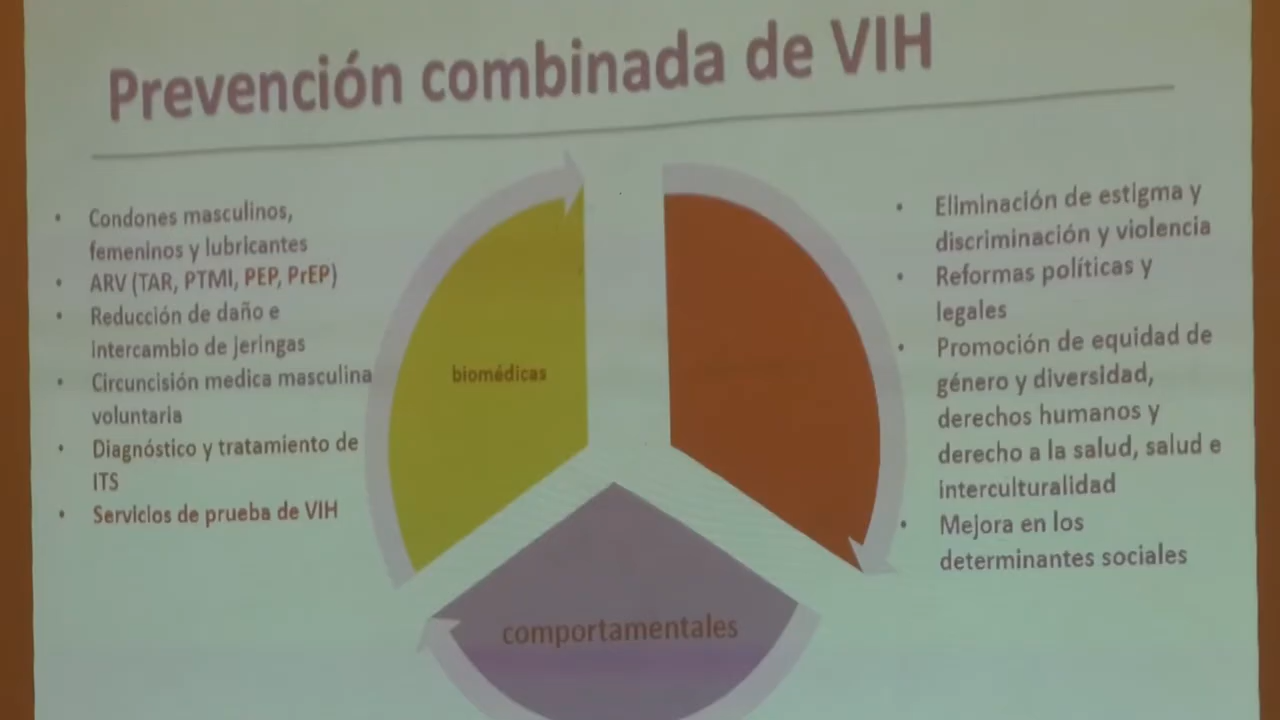 Prevención combinada de VIH
• Condones masculinos,
femeninos y lubricantes
• ARV (TAR, PTMI, PEP, PrEP)
• Reducción de daño e
intercambio de jeringas
• Circuncisión medica masculina
voluntaria
• Diagnóstico y tratamiento de
ITS
• Servicios de prueba de VIH
biomédicas
comportamentales
• Eliminación de estigma y
discriminación y violencia
• Reformas políticas y
legales
• Promoción de equidad de
género y diversidad,
derechos humanos y
derecho a la salud, salud e
interculturalidad
• Mejora en los
determinantes sociales